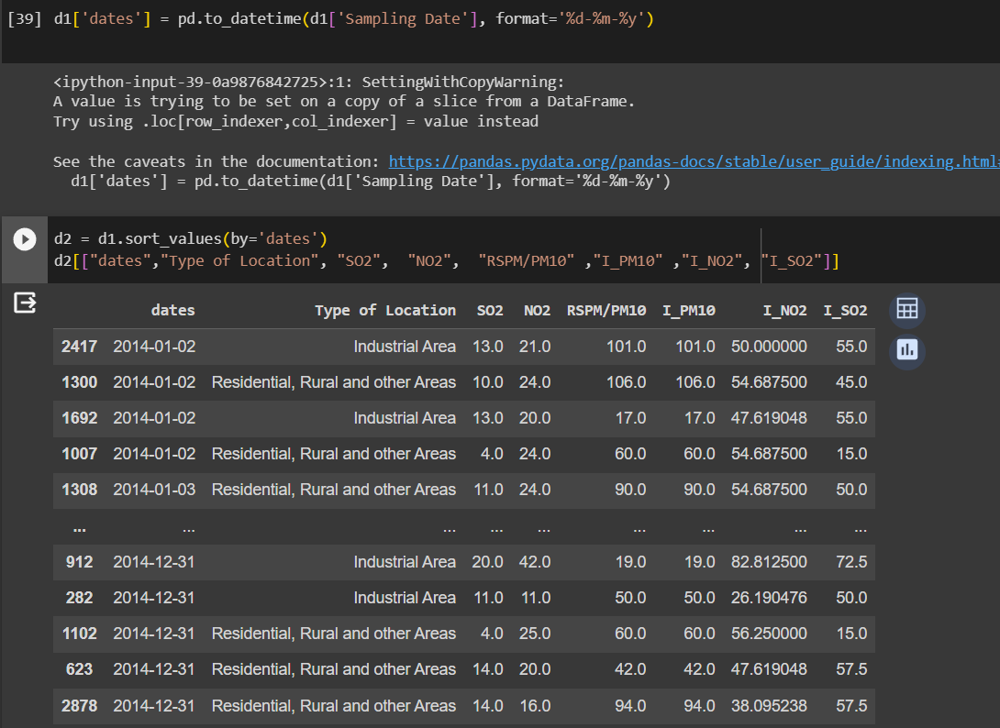 [39] d1['dates'] = pd.to_datetime(d1['Sampling Date'], format='%d-%m-%y')
<ipython-input-39-0a9876842725>:1: SettingWithCopyWarning:
A value is trying to be set on a copy of a slice from a DataFrame.
Try using .loc[row_indexer,col_indexer] = value instead
See the caveats in the documentation: https://pandas.pydata.org/pandas-docs/stable/user_guide/indexing.html
d1['dates'] = pd.to_datetime(d1['Sampling Date'], format='%d-%m-%y')
d2 = d1.sort_values(by='dates')
d2[["dates","Type of Location", "SO2",  "NO2",  "RSPM/PM10" ,"I_PM10" ,"I_NO2", "I_SO2"]]
dates Type of Location SO2 NO2 RSPM/PM10 I_PM10 I_NO2 I_SO2
2417 2014-01-02 Industrial Area 13.0 21.0 101.0 101.0 50.000000 55.0
1300 2014-01-02 Residential, Rural and other Areas 10.0 24.0 106.0 106.0 54.687500 45.0
1692 2014-01-02 Industrial Area 13.0 20.0 17.0 17.0 47.619048 55.0
1007 2014-01-02 Residential, Rural and other Areas 4.0 24.0 60.0 60.0 54.687500 15.0
1308 2014-01-03 Residential, Rural and other Areas 11.0 24.0 90.0 90.0 54.687500 50.0
... ... ... ... ... ... ... ... ...
912 2014-12-31 Industrial Area 20.0 42.0 19.0 19.0 82.812500 72.5
282 2014-12-31 Industrial Area 11.0 11.0 50.0 50.0 26.190476 50.0
1102 2014-12-31 Residential, Rural and other Areas 4.0 25.0 60.0 60.0 56.250000 15.0
623 2014-12-31 Residential, Rural and other Areas 14.0 20.0 42.0 42.0 47.619048 57.5
2878 2014-12-31 Residential, Rural and other Areas 14.0 16.0 94.0 94.0 38.095238 57.5